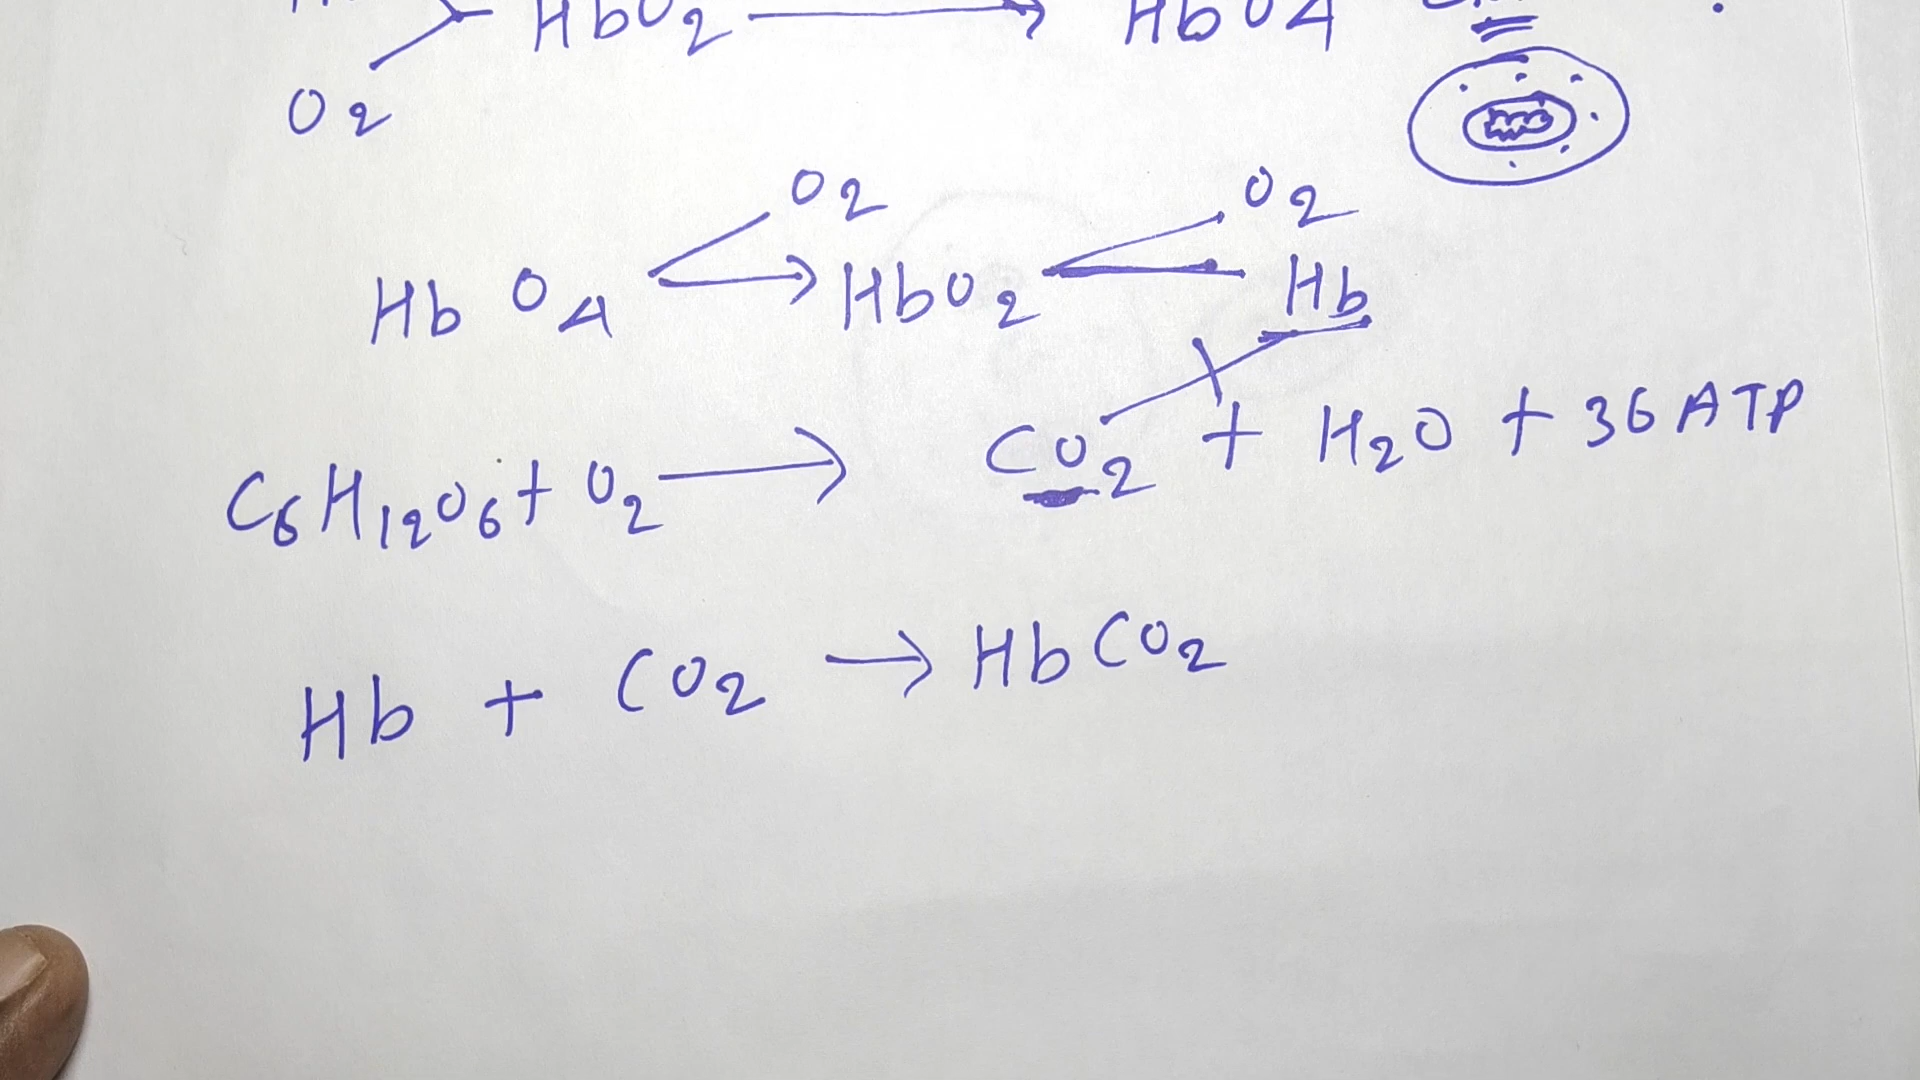 HbO2 → HbO4
O2
O2 O2
HbO4 → HbO2 Hb
C6H12O6 + O2 → CO2 + H2O + 36 ATP
Hb + CO2 → HbCO2